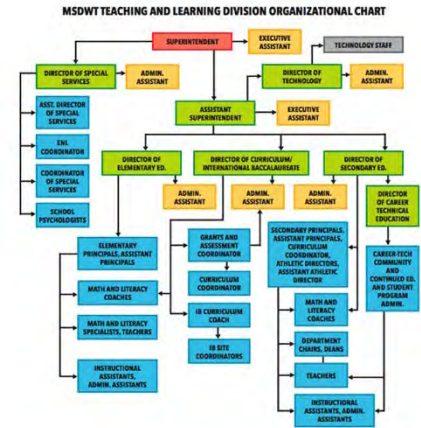 MSDWT TEACHING AND LEARNING DIVISION ORGANIZATIONAL CHART
SUPERINTENDENT
EXECUTIVE
ASSISTANT
TECHNOLOGY STAFF
DIRECTOR OF SPECIAL
SERVICES
ADMIN.
ASSISTANT
DIRECTOR OF
TECHNOLOGY
ADMIN.
ASSISTANT
ASST. DIRECTOR
OF SPECIAL
SERVICES
ASSISTANT
SUPERINTENDENT
EXECUTIVE
ASSISTANT
ENL
COORDINATOR
COORDINATOR
OF SPECIAL
SERVICES
SCHOOL
PSYCHOLOGISTS
DIRECTOR OF
ELEMENTARY ED.
DIRECTOR OF CURRICULUM/
INTERNATIONAL BACCALAUREATE
DIRECTOR OF
SECONDARY ED.
ADMIN.
ASSISTANT
ADMIN.
ASSISTANT
ADMIN.
ASSISTANT
DIRECTOR
OF CAREER
TECHNICAL
EDUCATION
ELEMENTARY
PRINCIPALS, ASSISTANT
PRINCIPALS
GRANTS AND
ASSESSMENT
COORDINATOR
SECONDARY PRINCIPALS,
ASSISTANT PRINCIPALS,
CURRICULUM
COORDINATOR,
ATHLETIC DIRECTORS,
ASSISTANT ATHLETIC
DIRECTOR
CAREER-TECH
COMMUNITY
AND
CONTINUED ED.
AND STUDENT
PROGRAM
ADMIN.
MATH AND LITERACY
COACHES
CURRICULUM
COORDINATOR
MATH AND LITERACY
SPECIALISTS, TEACHERS
IB CURRICULUM
COACH
MATH AND
LITERACY
COACHES
IB SITE
COORDINATORS
DEPARTMENT
CHAIRS, DEANS
INSTRUCTIONAL
ASSISTANTS,
ADMIN. ASSISTANTS
TEACHERS
INSTRUCTIONAL
ASSISTANTS, ADMIN.
ASSISTANTS